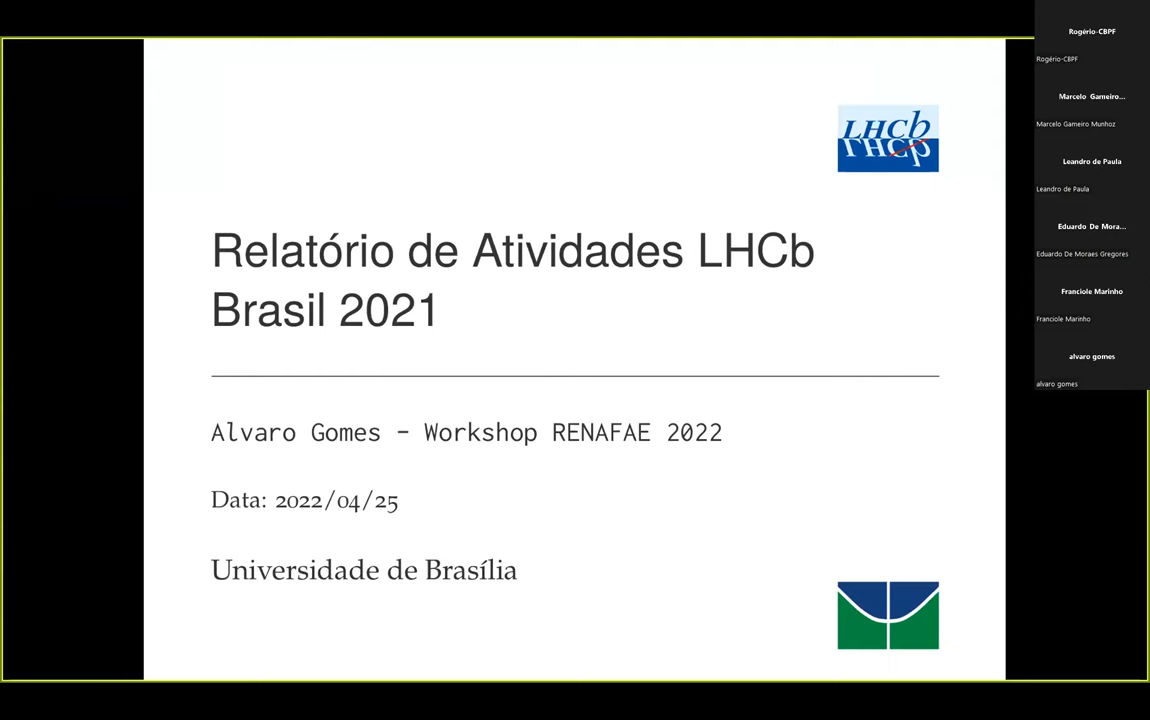 LHCb
LHCb
Relatório de Atividades LHCb
Brasil 2021
Alvaro Gomes - Workshop RENAFAE 2022
Data: 2022/04/25
Universidade de Brasília
Rogério-CBPF
Rogério-CBPF
Marcelo Gameiro...
Marcelo Gameiro Munhoz
Leandro de Paula
Leandro de Paula
Eduardo De Mora...
Eduardo De Moraes Gregores
Franciole Marinho
Franciole Marinho
alvaro gomes
alvaro gomes